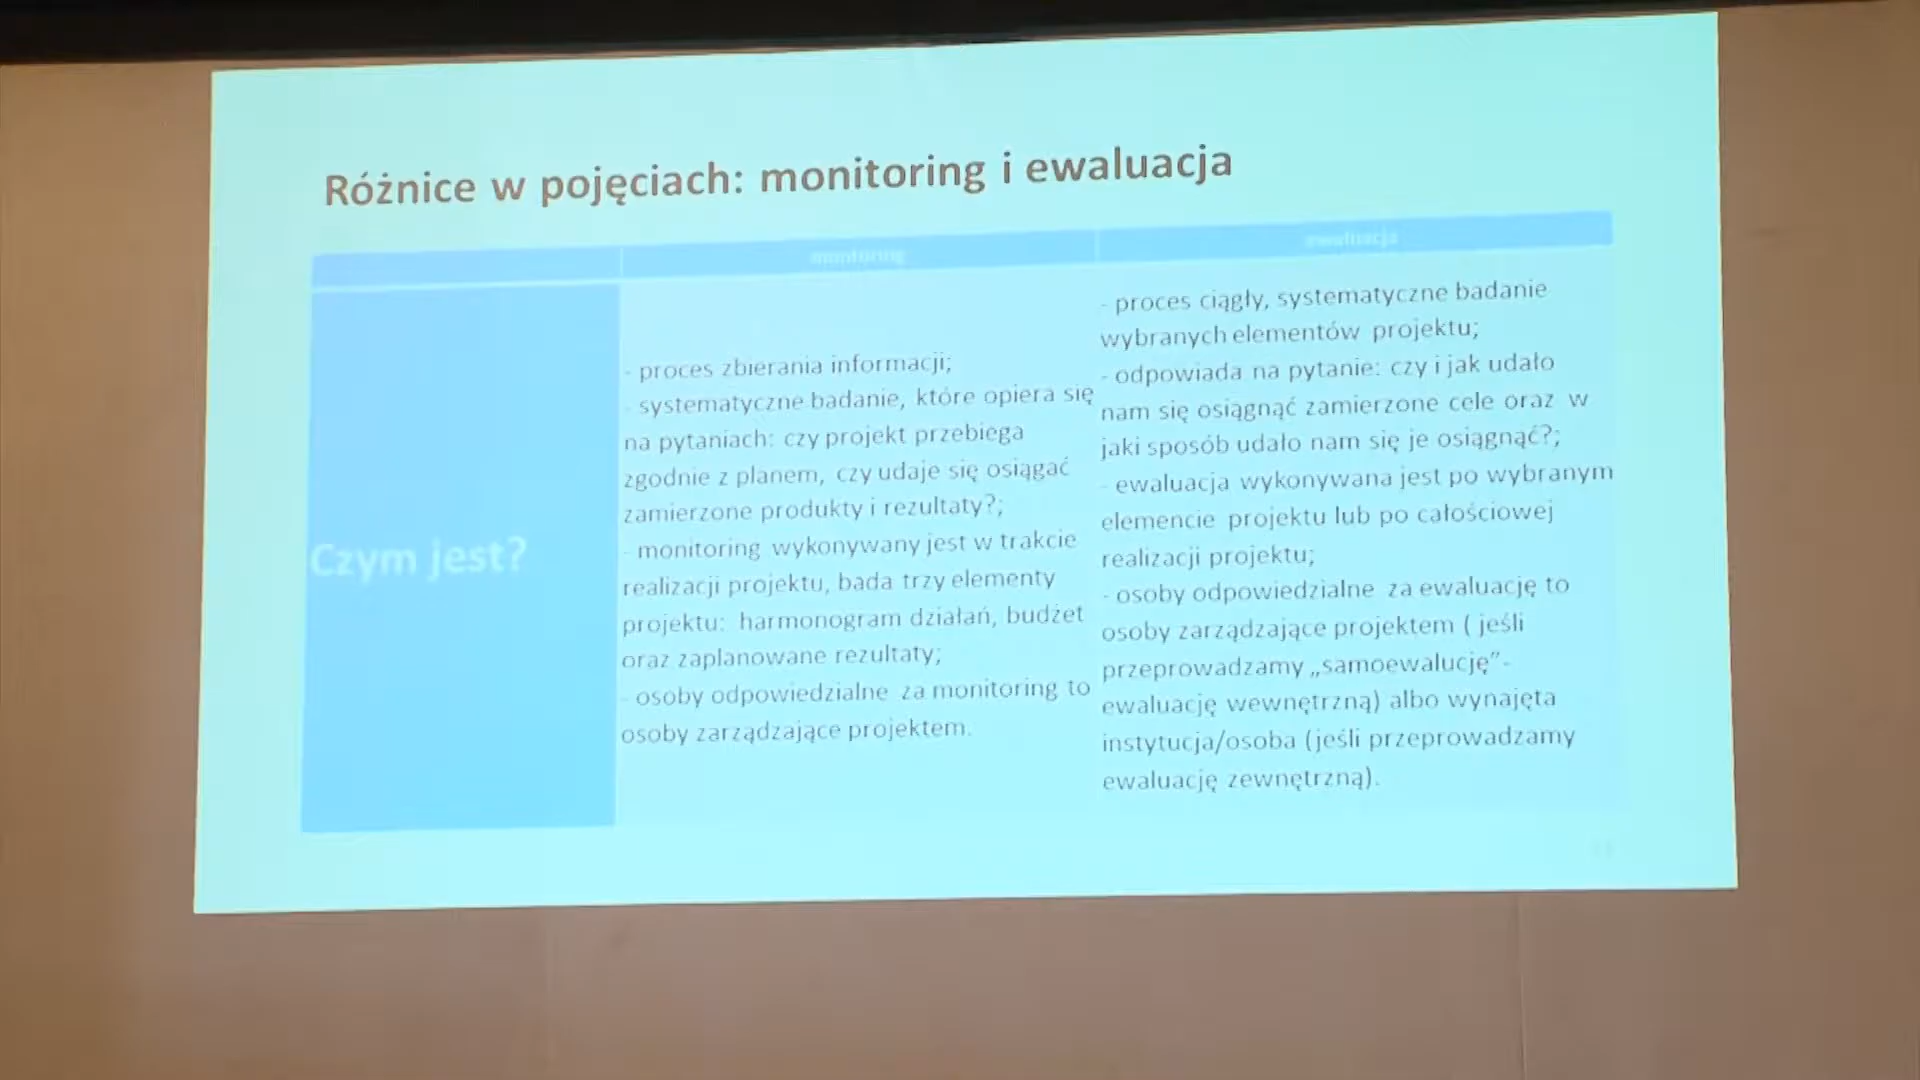 Różnice w pojęciach: monitoring i ewaluacja
monitoring
ewaluacja
Czym jest?
- proces zbierania informacji;
- systematyczne badanie, które opiera się
na pytaniach: czy projekt przebiega
zgodnie z planem, czy udaje się osiągać
zamierzone produkty i rezultaty?;
- monitoring wykonywany jest w trakcie
realizacji projektu, bada trzy elementy
projektu: harmonogram działań, budżet
oraz zaplanowane rezultaty;
- osoby odpowiedzialne za monitoring to
osoby zarządzające projektem.
- proces ciągły, systematyczne badanie
wybranych elementów projektu;
- odpowiada na pytanie: czy i jak udało
nam się osiągnąć zamierzone cele oraz w
jaki sposób udało nam się je osiągnąć?;
- ewaluacja wykonywana jest po wybranym
elemencie projektu lub po całościowej
realizacji projektu;
- osoby odpowiedzialne za ewaluację to
osoby zarządzające projektem ( jeśli
przeprowadzamy „samoewalucję”-
ewaluację wewnętrzną) albo wynajęta
instytucja/osoba (jeśli przeprowadzamy
ewaluację zewnętrzną).